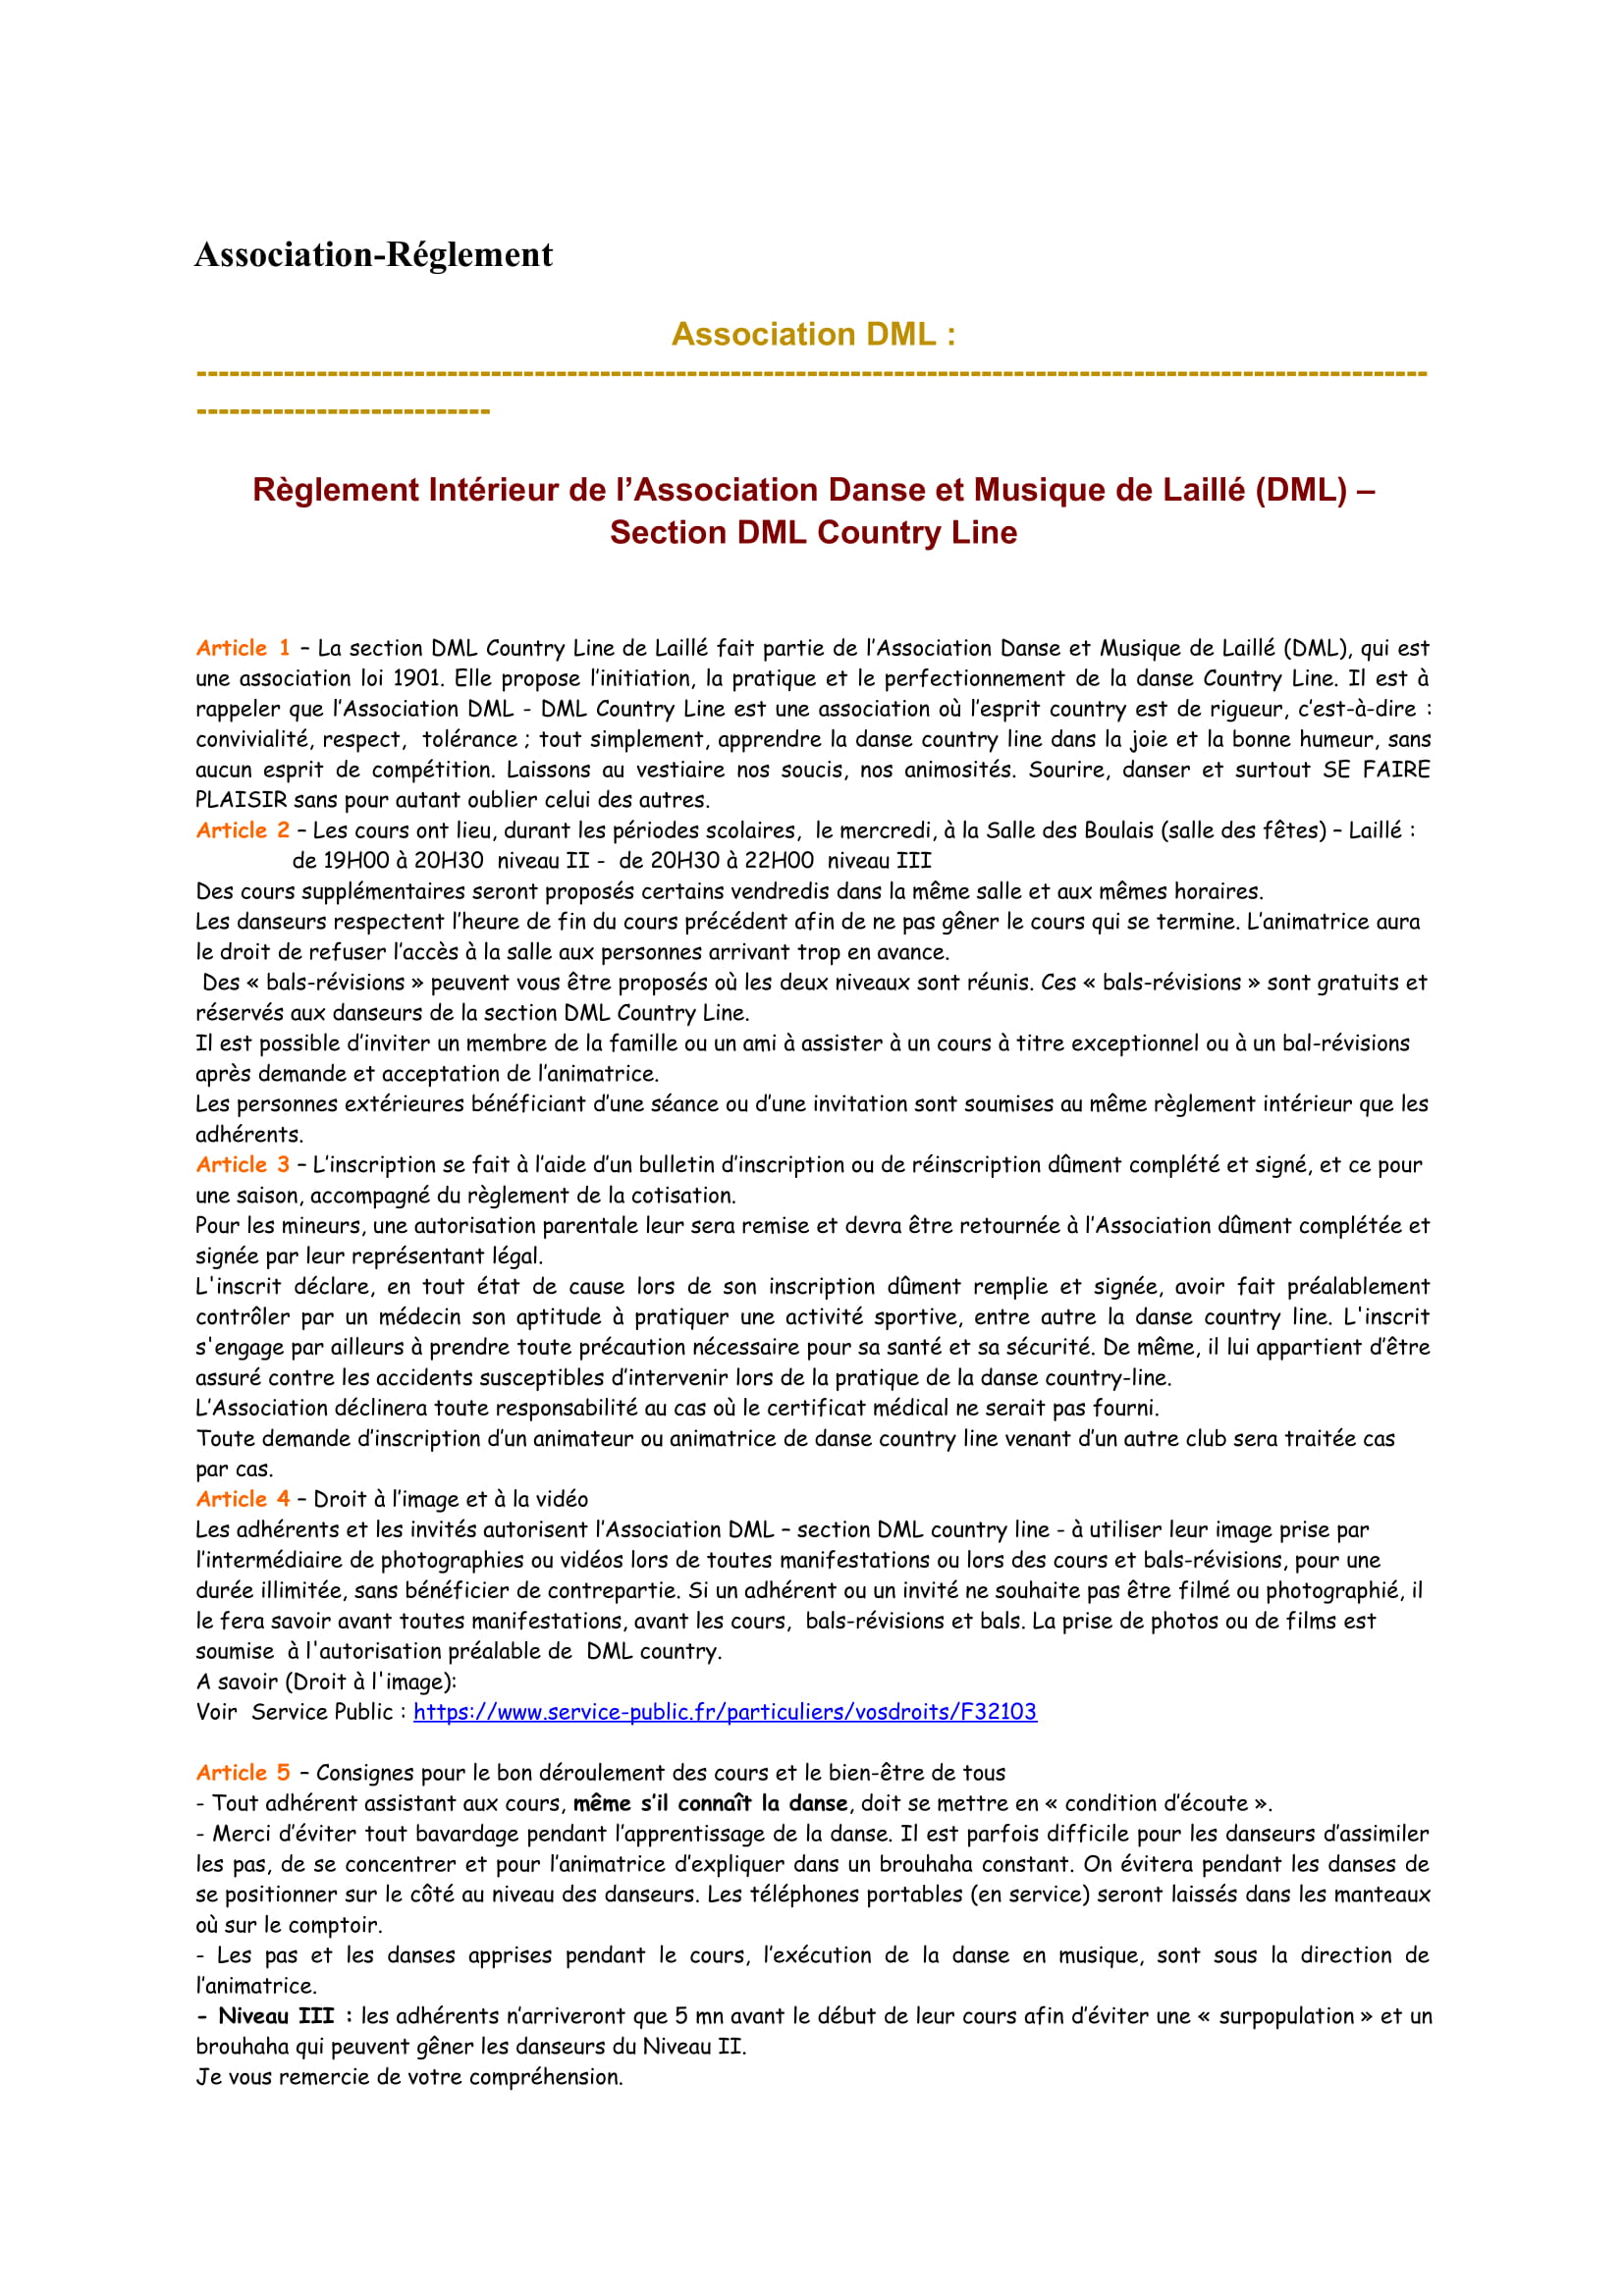 Association-Réglement
Association DML :
-----------------------------------------------------------------------------------------------------------------
---------------------------
Règlement Intérieur de l’Association Danse et Musique de Laillé (DML) –
Section DML Country Line
Article 1 – La section DML Country Line de Laillé fait partie de l’Association Danse et Musique de Laillé (DML), qui est
une association loi 1901. Elle propose l’initiation, la pratique et le perfectionnement de la danse Country Line. Il est à
rappeler que l’Association DML - DML Country Line est une association où l’esprit country est de rigueur, c’est-à-dire :
convivialité, respect, tolérance ; tout simplement, apprendre la danse country line dans la joie et la bonne humeur, sans
aucun esprit de compétition. Laissons au vestiaire nos soucis, nos animosités. Sourire, danser et surtout SE FAIRE
PLAISIR sans pour autant oublier celui des autres.
Article 2 – Les cours ont lieu, durant les périodes scolaires, le mercredi, à la Salle des Boulais (salle des fêtes) – Laillé :
de 19H00 à 20H30 niveau II - de 20H30 à 22H00 niveau III
Des cours supplémentaires seront proposés certains vendredis dans la même salle et aux mêmes horaires.
Les danseurs respectent l’heure de fin du cours précédent afin de ne pas gêner le cours qui se termine. L’animatrice aura
le droit de refuser l’accès à la salle aux personnes arrivant trop en avance.
Des « bals-révisions » peuvent vous être proposés où les deux niveaux sont réunis. Ces « bals-révisions » sont gratuits et
réservés aux danseurs de la section DML Country Line.
Il est possible d’inviter un membre de la famille ou un ami à assister à un cours à titre exceptionnel ou à un bal-révisions
après demande et acceptation de l’animatrice.
Les personnes extérieures bénéficiant d’une séance ou d’une invitation sont soumises au même règlement intérieur que les
adhérents.
Article 3 – L’inscription se fait à l’aide d’un bulletin d’inscription ou de réinscription dûment complété et signé, et ce pour
une saison, accompagné du règlement de la cotisation.
Pour les mineurs, une autorisation parentale leur sera remise et devra être retournée à l’Association dûment complétée et
signée par leur représentant légal.
L'inscrit déclare, en tout état de cause lors de son inscription dûment remplie et signée, avoir fait préalablement
contrôler par un médecin son aptitude à pratiquer une activité sportive, entre autre la danse country line. L'inscrit
s'engage par ailleurs à prendre toute précaution nécessaire pour sa santé et sa sécurité. De même, il lui appartient d’être
assuré contre les accidents susceptibles d’intervenir lors de la pratique de la danse country-line.
L’Association déclinera toute responsabilité au cas où le certificat médical ne serait pas fourni.
Toute demande d’inscription d’un animateur ou animatrice de danse country line venant d’un autre club sera traitée cas
par cas.
Article 4 – Droit à l’image et à la vidéo
Les adhérents et les invités autorisent l’Association DML – section DML country line - à utiliser leur image prise par
l’intermédiaire de photographies ou vidéos lors de toutes manifestations ou lors des cours et bals-révisions, pour une
durée illimitée, sans bénéficier de contrepartie. Si un adhérent ou un invité ne souhaite pas être filmé ou photographié, il
le fera savoir avant toutes manifestations, avant les cours, bals-révisions et bals. La prise de photos ou de films est
soumise à l'autorisation préalable de DML country.
A savoir (Droit à l'image):
Voir Service Public : https://www.service-public.fr/particuliers/vosdroits/F32103
Article 5 – Consignes pour le bon déroulement des cours et le bien-être de tous
- Tout adhérent assistant aux cours, même s’il connaît la danse, doit se mettre en « condition d’écoute ».
- Merci d’éviter tout bavardage pendant l’apprentissage de la danse. Il est parfois difficile pour les danseurs d’assimiler
les pas, de se concentrer et pour l’animatrice d’expliquer dans un brouhaha constant. On évitera pendant les danses de
se positionner sur le côté au niveau des danseurs. Les téléphones portables (en service) seront laissés dans les manteaux
où sur le comptoir.
- Les pas et les danses apprises pendant le cours, l’exécution de la danse en musique, sont sous la direction de
l’animatrice.
- Niveau III : les adhérents n’arriveront que 5 mn avant le début de leur cours afin d’éviter une « surpopulation » et un
brouhaha qui peuvent gêner les danseurs du Niveau II.
Je vous remercie de votre compréhension.